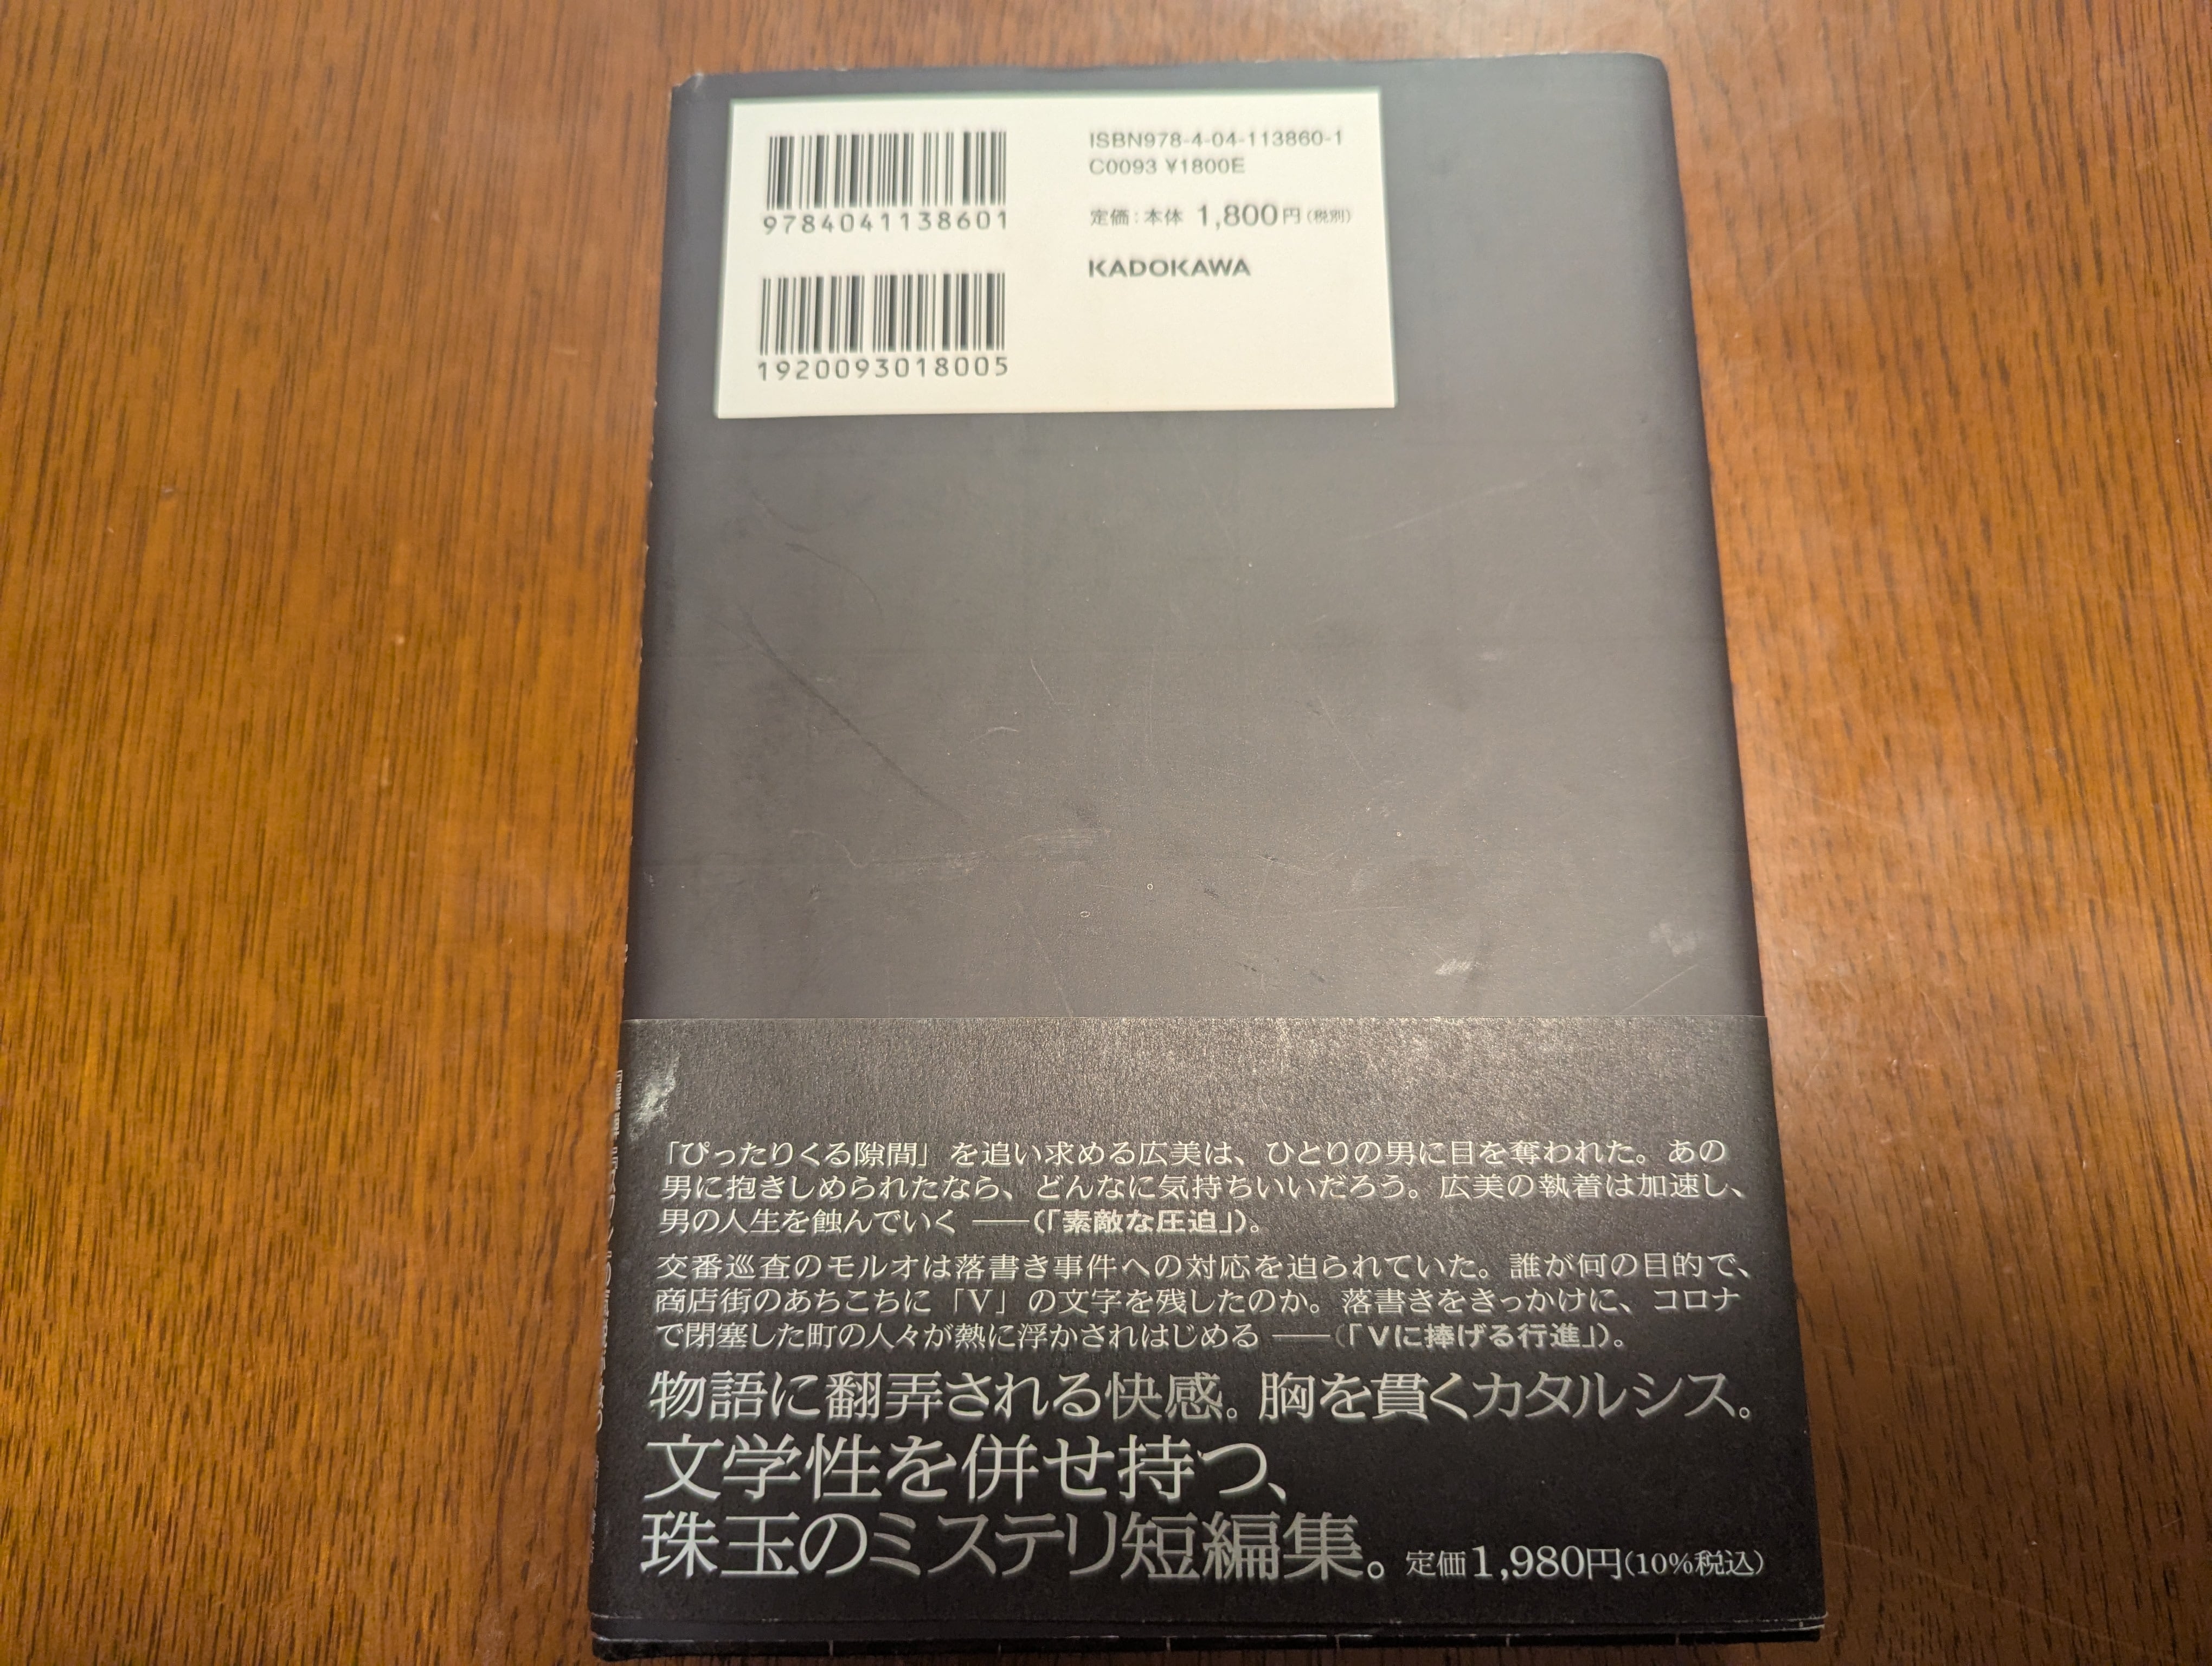 9784041138601
1920093018005
ISBN978-4-04-113860-1
C0093 ¥1800E
定価:本体 1,800円(税別)
KADOKAWA
「ぴったりくる隙間」を追い求める広美は、ひとりの男に目を奪われた。あの
男に抱きしめられたなら、どんなに気持ちいいだろう。広美の執着は加速し、
男の人生を蝕んでいく ――(「素敵な圧迫」)。
交番巡査のモルオは落書き事件への対応を迫られていた。誰が何の目的で、
商店街のあちこちに「V」の文字を残したのか。落書きをきっかけに、コロナ
で閉塞した町の人々が熱に浮かされはじめる ――(「Vに捧げる行進」)。
物語に翻弄される快感。胸を貫くカタルシス。
文学性を併せ持つ、
珠玉のミステリ短編集。
定価1,980円(10%税込)